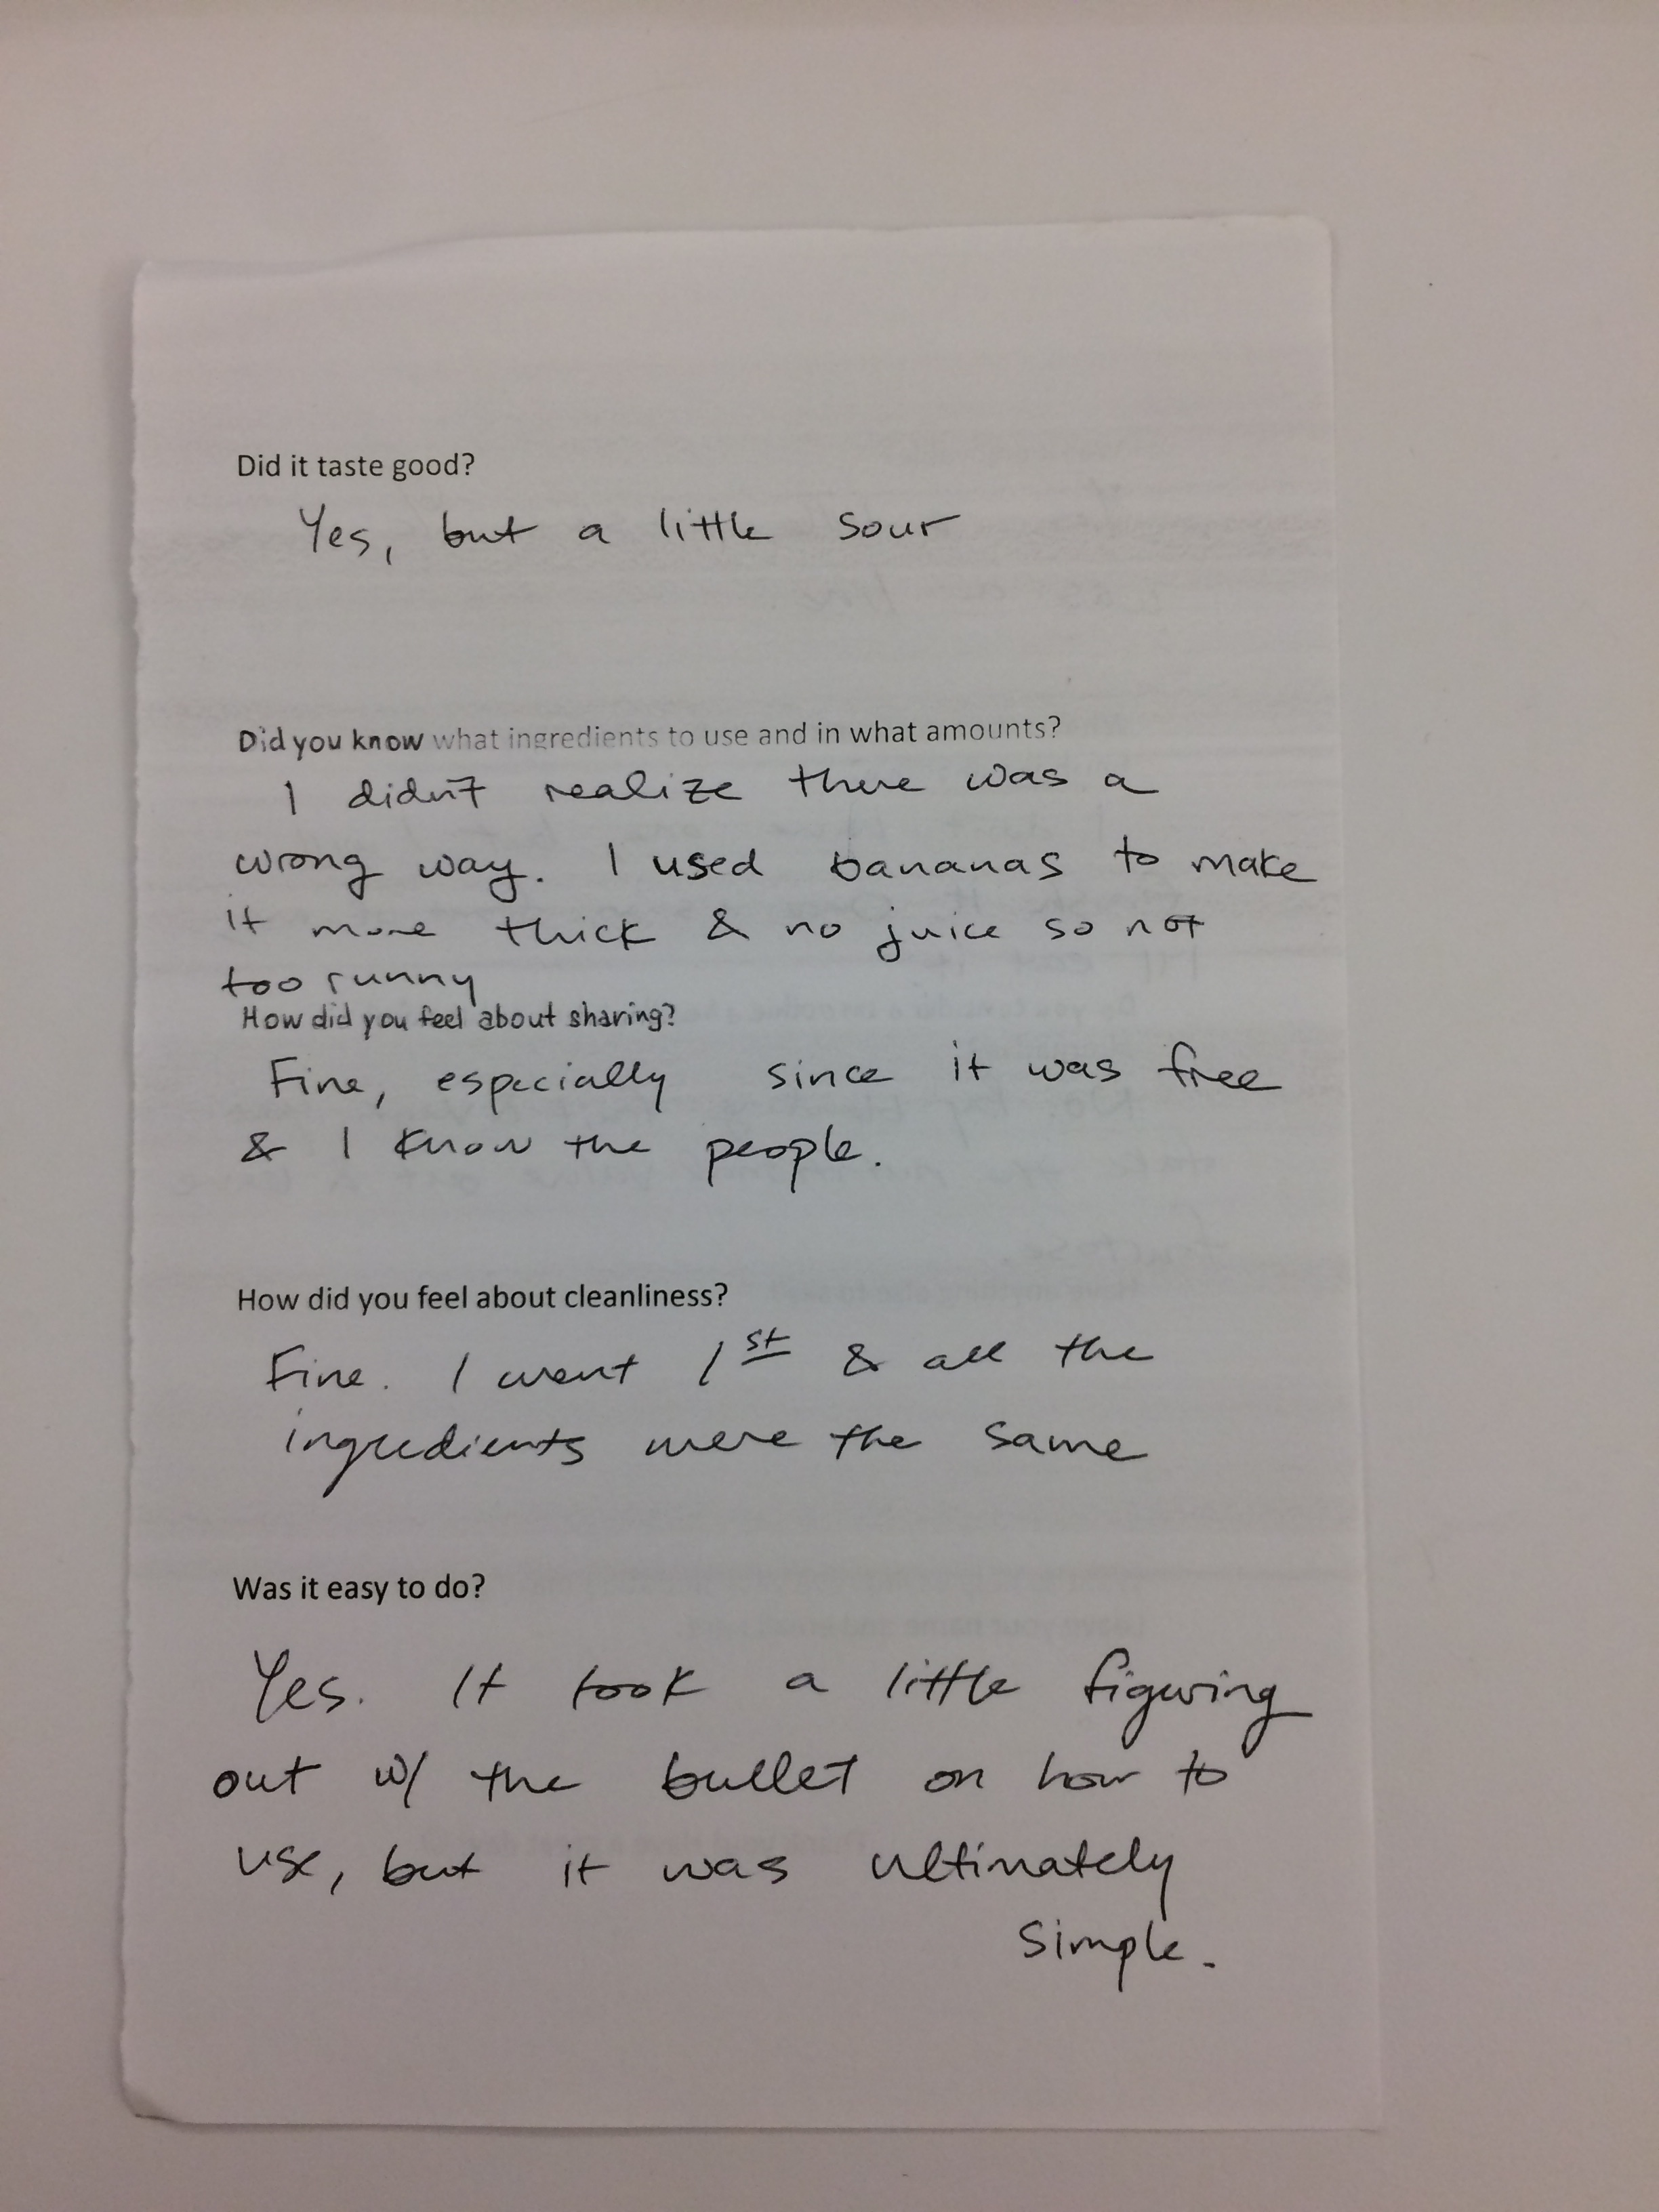 Did it taste good?
Yes, but a little sour
Did you know what ingredients to use and in what amounts?
I didn't realize there was a
wrong way. I used bananas to make
it more thick & no juice so not
too runny
How did you feel about sharing?
Fine, especially since it was free
& I know the people.
How did you feel about cleanliness?
Fine. I went 1st & all the
ingredients were the same
Was it easy to do?
Yes. It took a little figuring
out w/ the bullet on how to
use, but it was ultimately
simple.